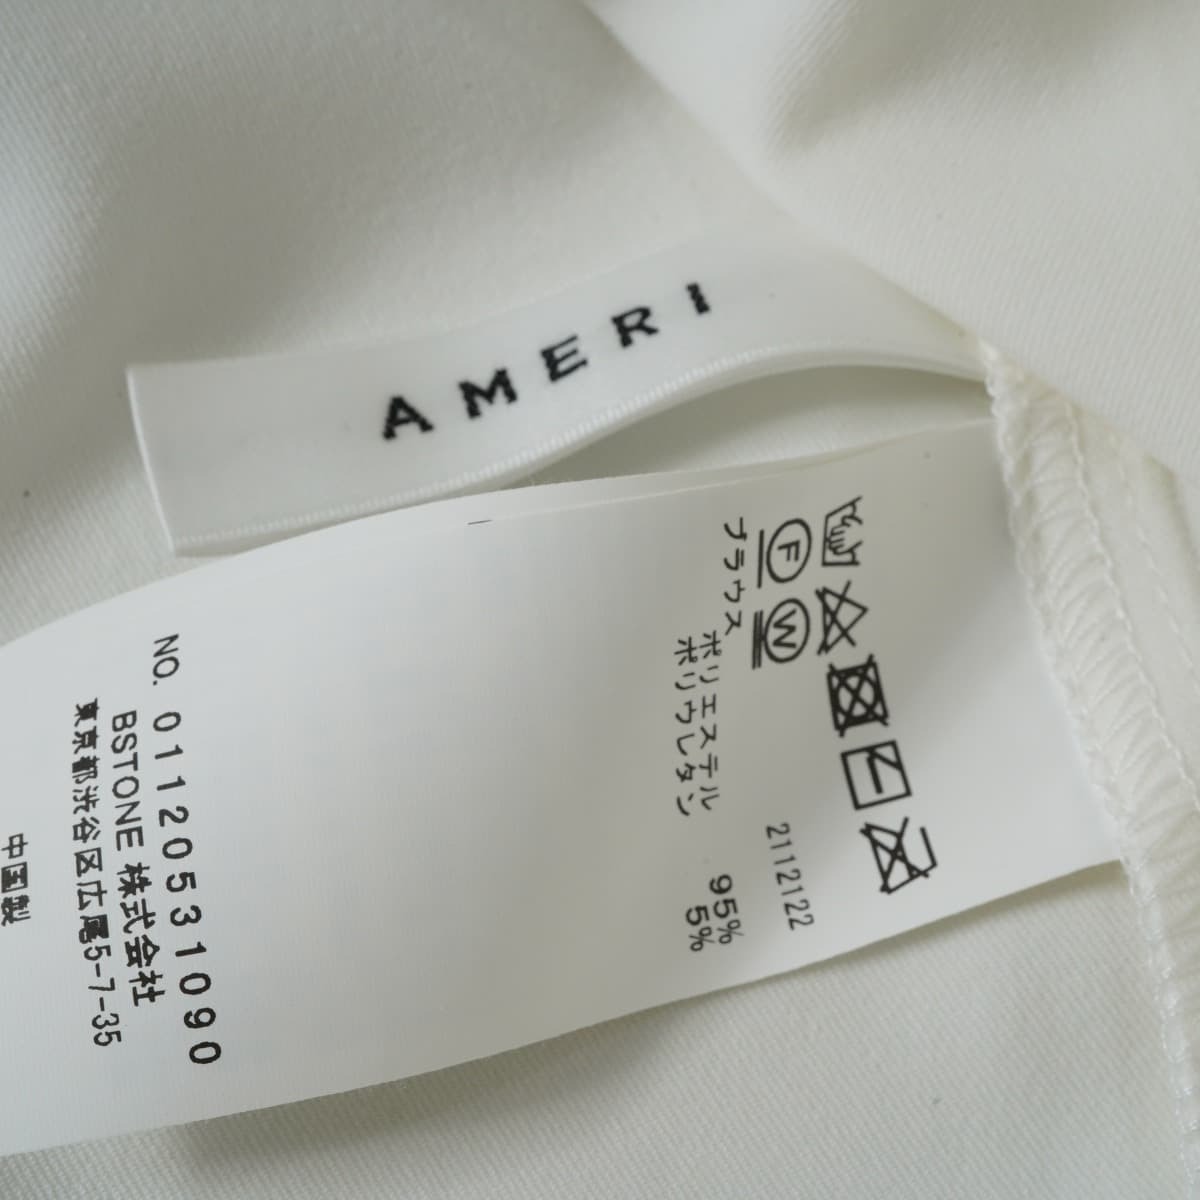 AMERI
F
W
2112122
ブラウス
ポリエステル 95%
ポリウレタン 5%
NO. 0112053 1090
BSTONE 株式会社
東京都渋谷区広尾5-7-35
中国製